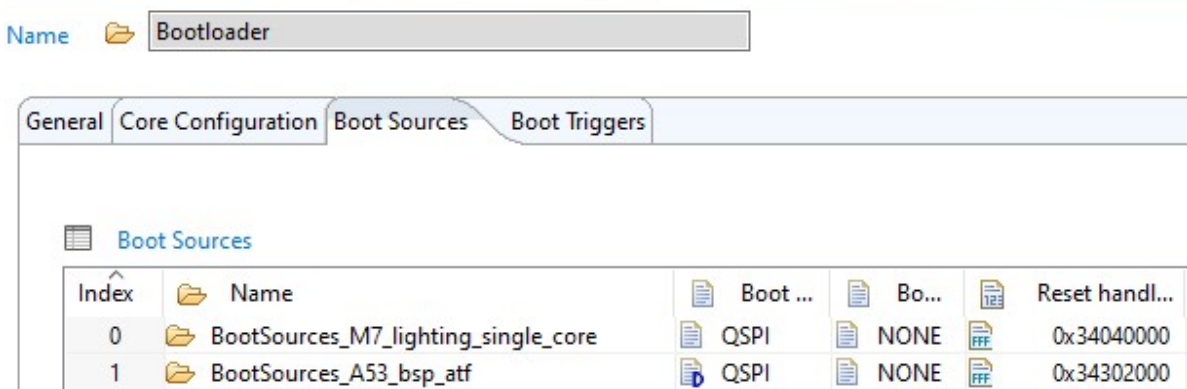 Name Bootloader
General Core Configuration Boot Sources Boot Triggers
Boot Sources
Index Name Boot ... Bo... Reset handl...
0 BootSources_M7_lighting_single_core QSPI NONE 0x34040000
1 BootSources_A53_bsp_atf QSPI NONE 0x34302000